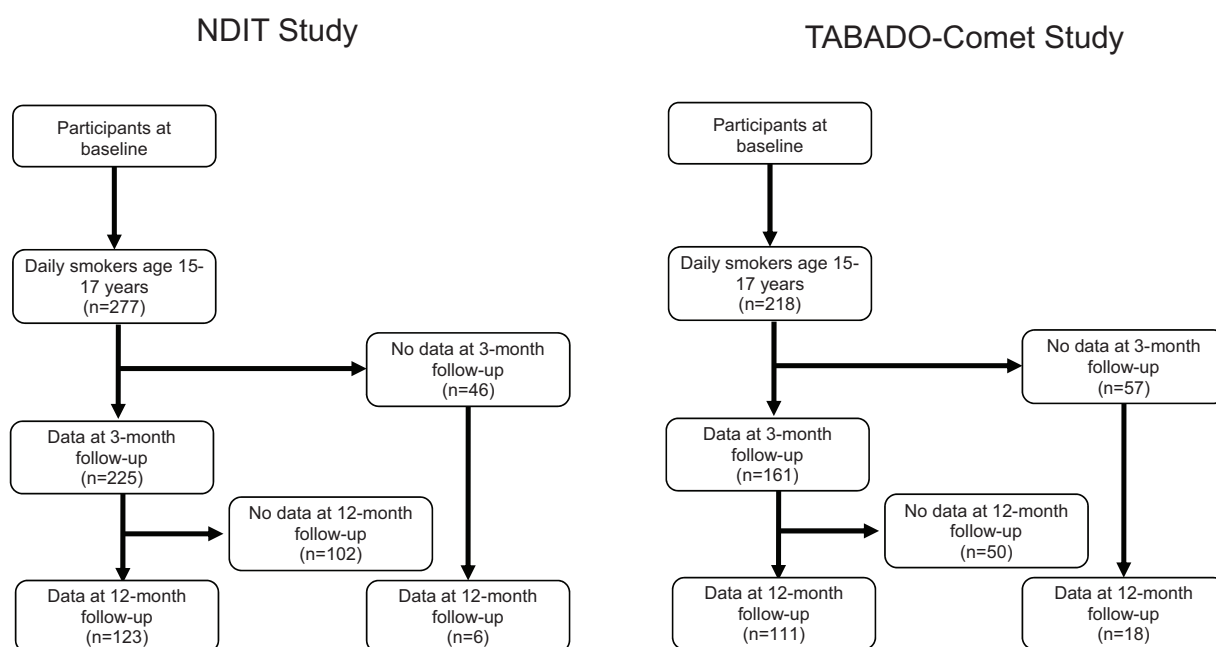 NDIT Study
Participants at
baseline
Daily smokers age 15-
17 years
(n=277)
No data at 3-month
follow-up
(n=46)
Data at 3-month
follow-up
(n=225)
No data at 12-month
follow-up
(n=102)
Data at 12-month
follow-up
(n=123)
Data at 12-month
follow-up
(n=6)
TABADO-Comet Study
Participants at
baseline
Daily smokers age 15-
17 years
(n=218)
No data at 3-month
follow-up
(n=57)
Data at 3-month
follow-up
(n=161)
No data at 12-month
follow-up
(n=50)
Data at 12-month
follow-up
(n=111)
Data at 12-month
follow-up
(n=18)